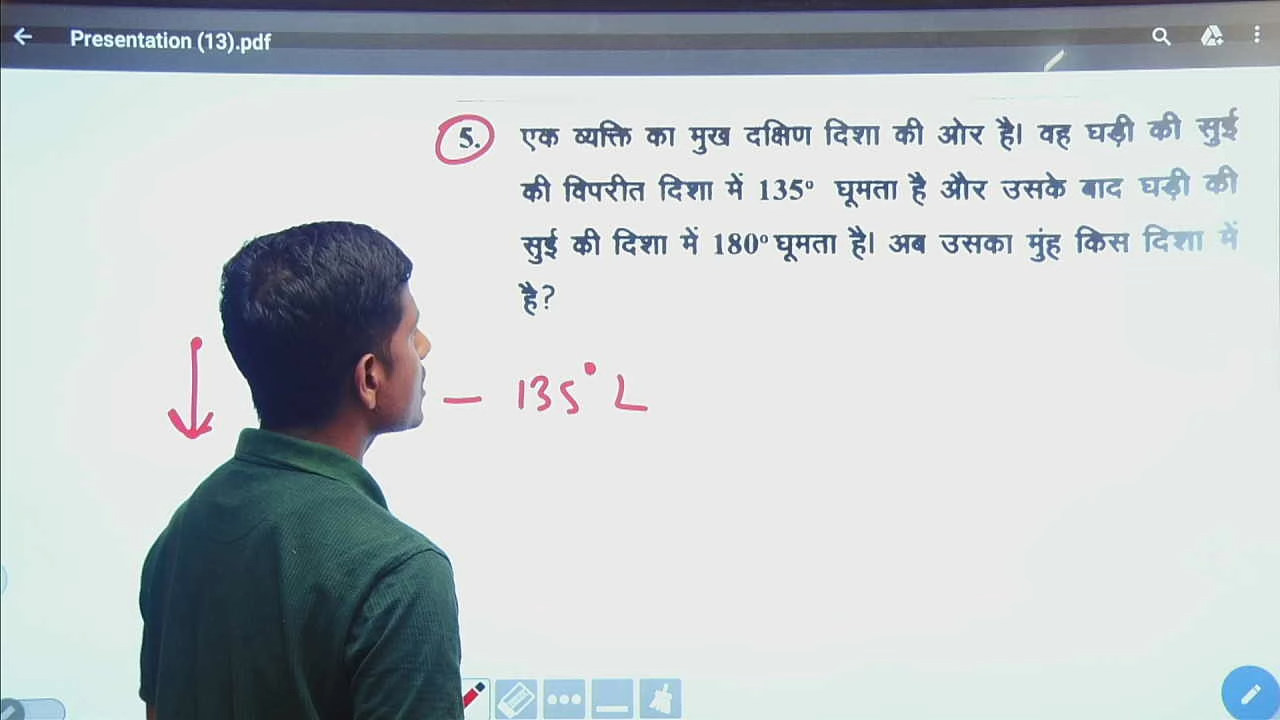 Presentation (13).pdf
5. एक व्यक्ति का मुख दक्षिण दिशा की ओर है। वह घड़ी की सुई
की विपरीत दिशा में 135° घूमता है और उसके बाद घड़ी की
सुई की दिशा में 180° घूमता है। अब उसका मुंह किस दिशा में
है?
— 135° L